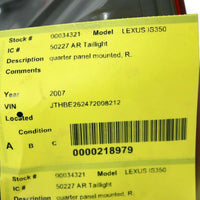 Stock # 00034321 Model LEXUS IS350
IC # 50227 AR Taillight
Description quarter panel mounted, R.
Comments
Year 2007
VIN JTHBE262472008212
Located
Condition
A B C
0000218979
Stock # 00034321 Model LEXUS IS350
IC # 50227 AR Taillight
Description quarter panel mounted, R.